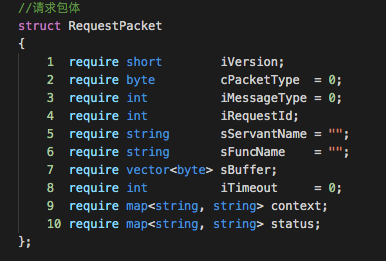 //请求包体
struct RequestPacket
{
1 require short iVersion;
2 require byte cPacketType = 0;
3 require int iMessageType = 0;
4 require int iRequestId;
5 require string sServantName = "";
6 require string sFuncName = "";
7 require vector<byte> sBuffer;
8 require int iTimeout = 0;
9 require map<string, string> context;
10 require map<string, string> status;
};